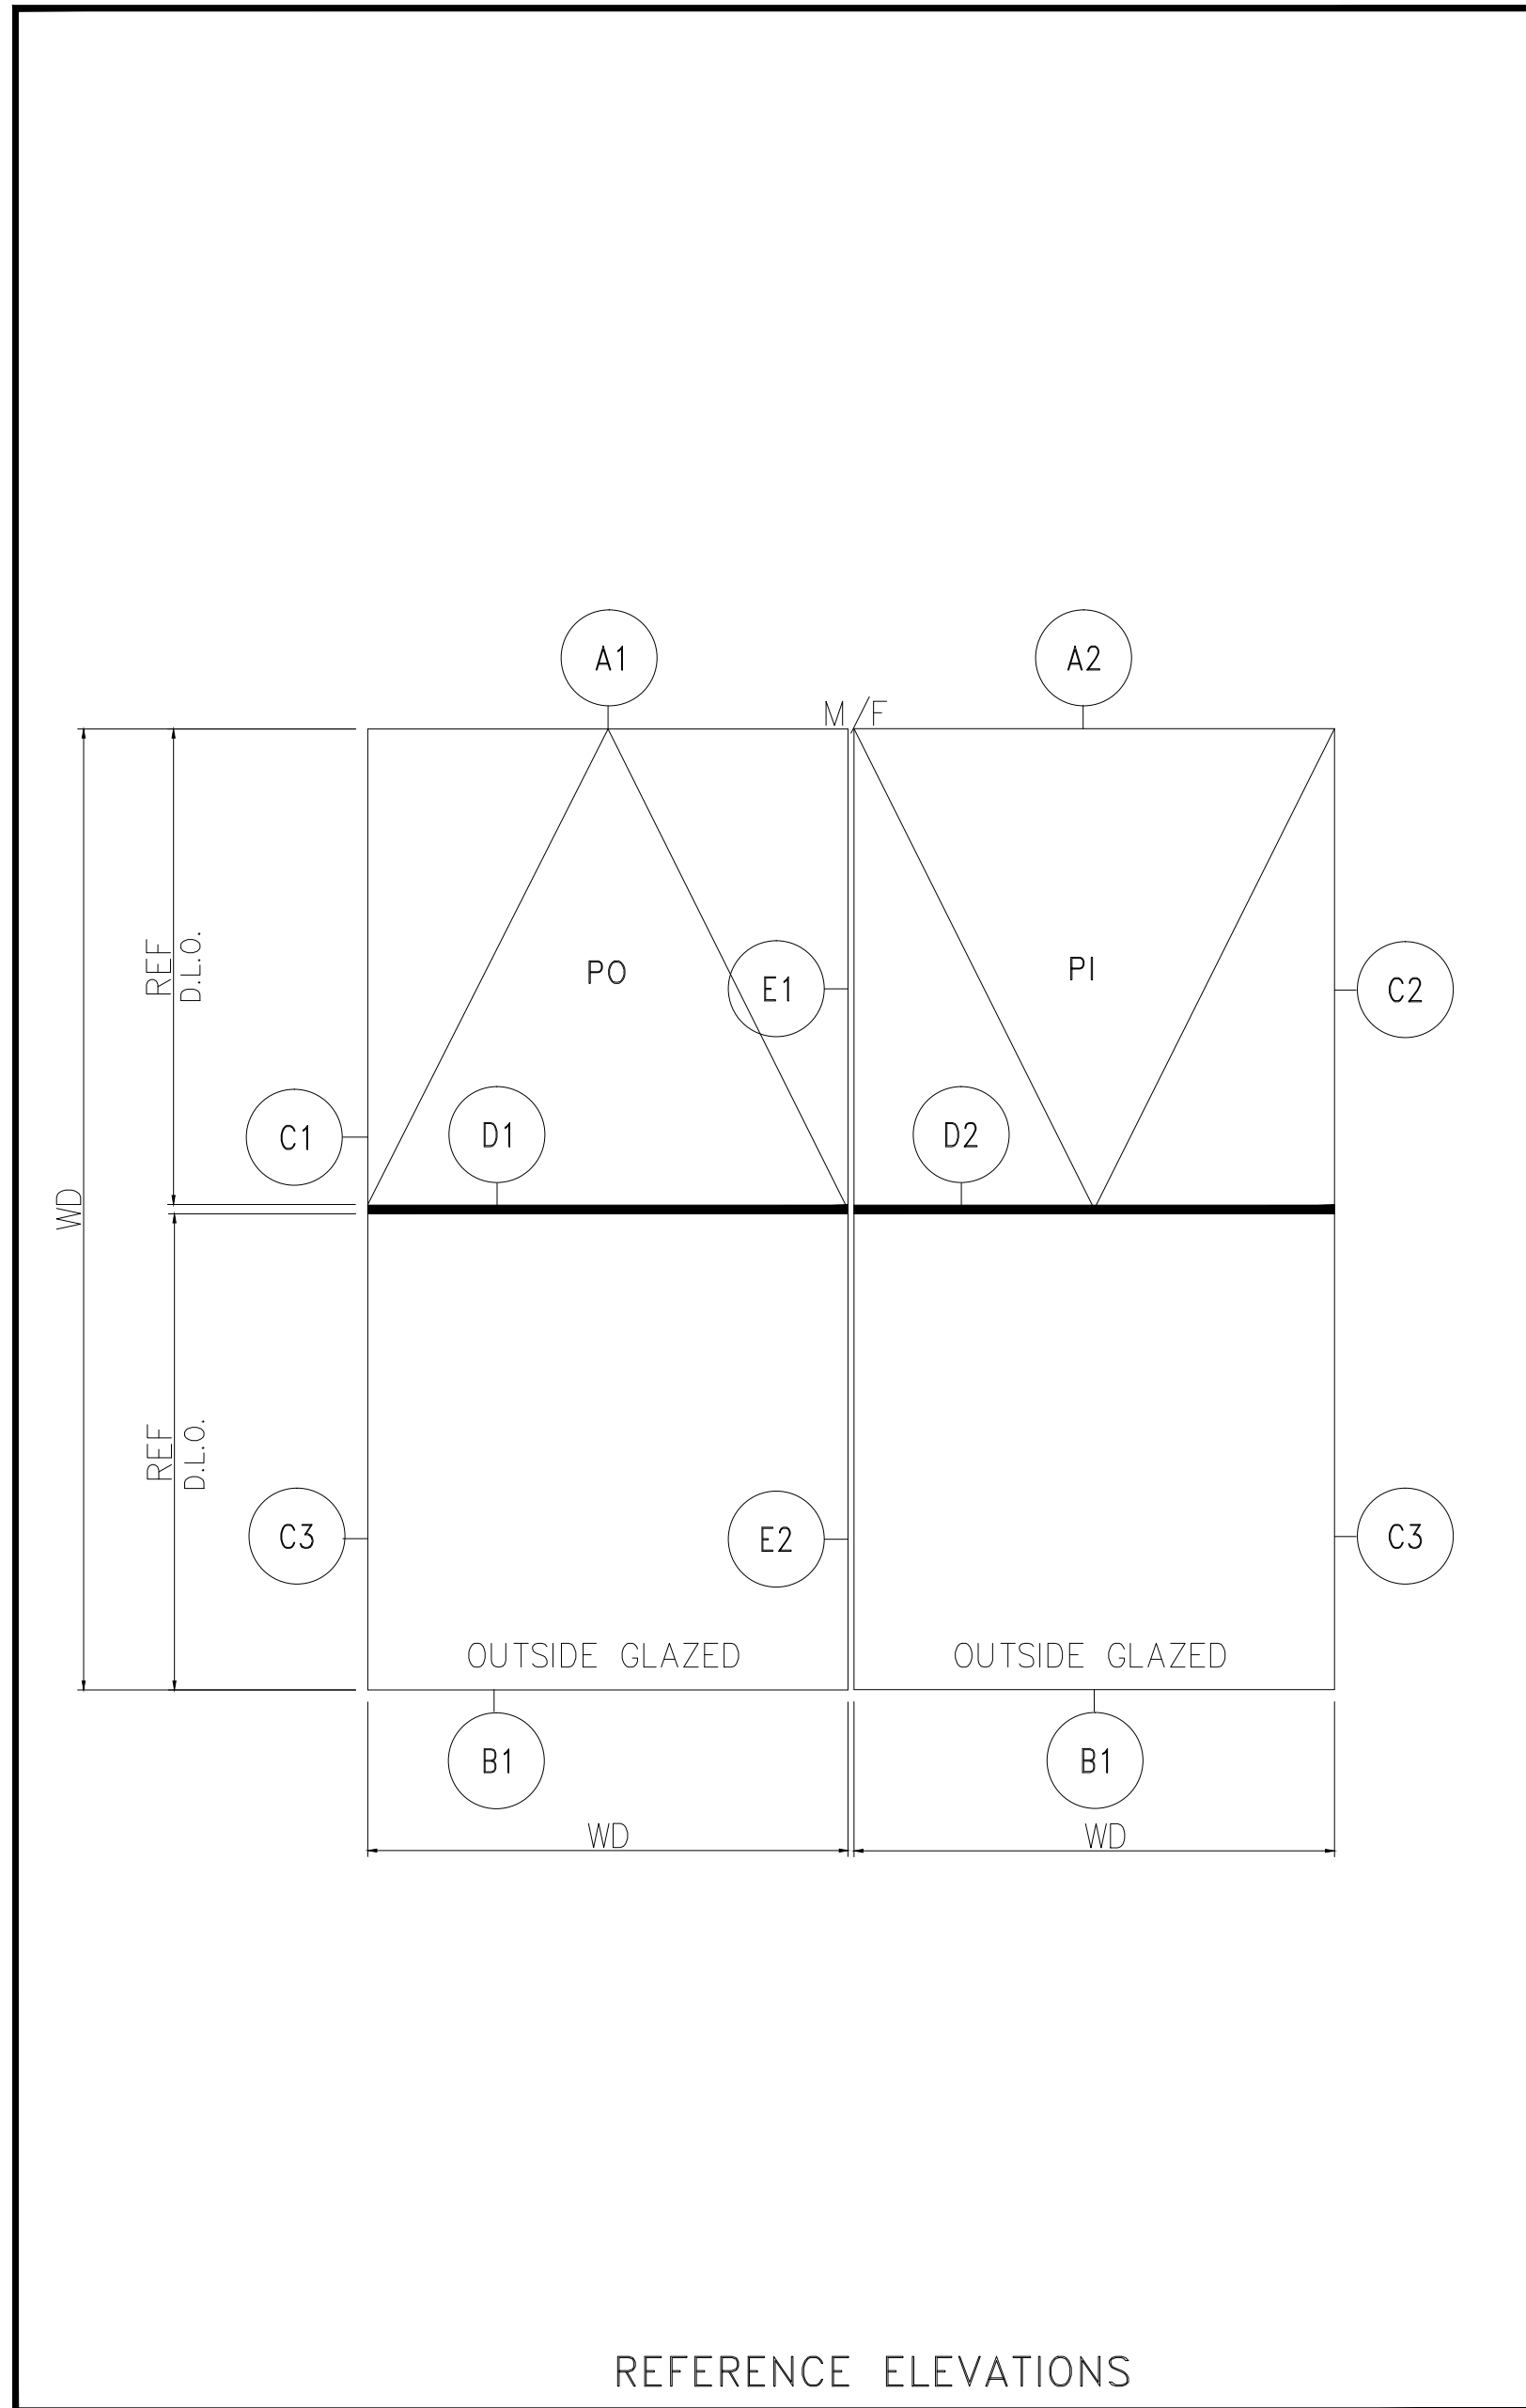 A1
A2
M/F
REF
D.L.O.
PO
E1
PI
C2
C1
D1
D2
WD
REF
D.L.O.
C3
E2
C3
OUTSIDE GLAZED
OUTSIDE GLAZED
B1
B1
WD
WD
REFERENCE ELEVATIONS